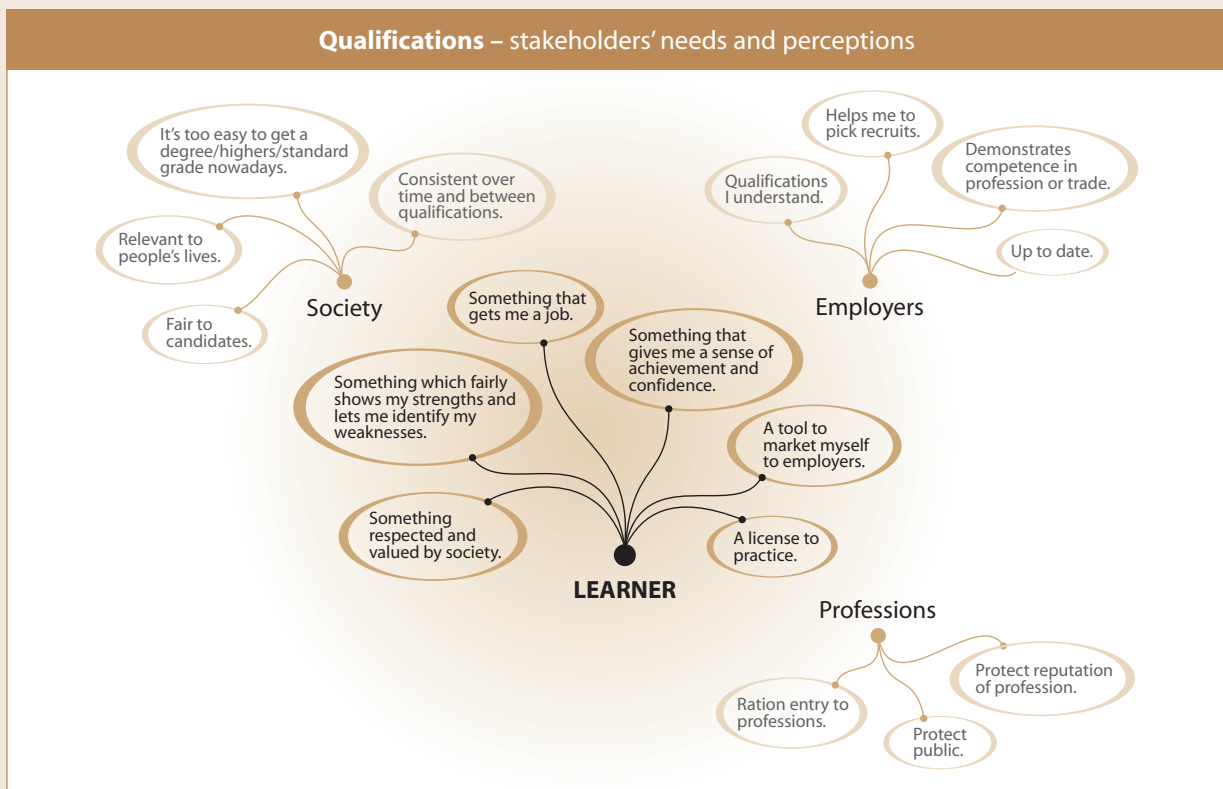 Qualifications – stakeholders’ needs and perceptions
It’s too easy to get a
degree/highers/standard
grade nowadays.
Consistent over
time and between
qualifications.
Relevant to
people’s lives.
Fair to
candidates.
Society
Helps me to
pick recruits.
Demonstrates
competence in
profession or trade.
Qualifications
I understand.
Up to date.
Employers
Something that
gets me a job.
Something that
gives me a sense of
achievement and
confidence.
Something which fairly
shows my strengths and
lets me identify my
weaknesses.
A tool to
market myself
to employers.
Something
respected and
valued by society.
A license to
practice.
LEARNER
Professions
Protect reputation
of profession.
Ration entry to
professions.
Protect
public.